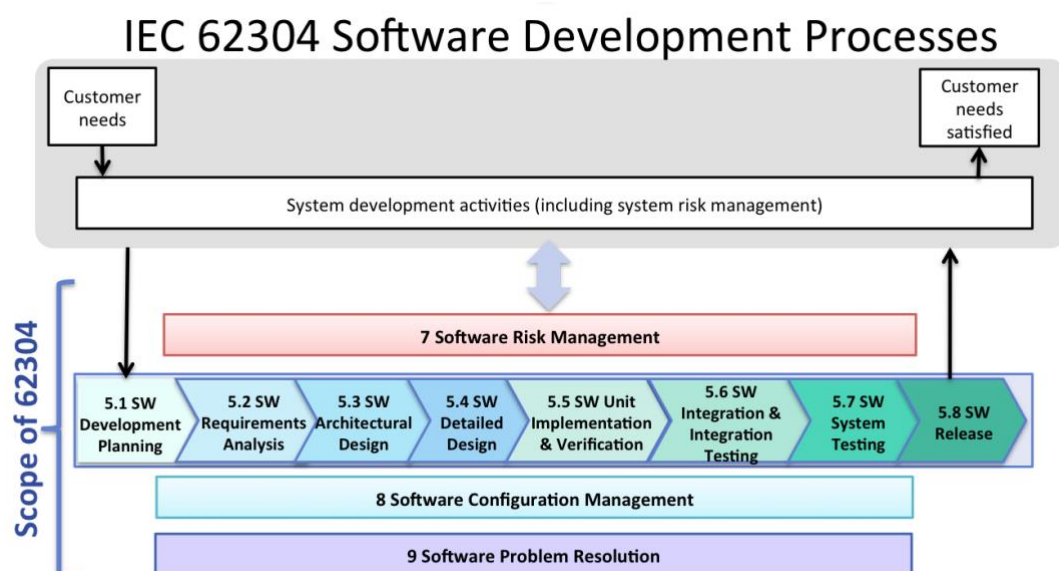 IEC 62304 Software Development Processes
Customer
needs
Customer
needs
satisfied
System development activities (including system risk management)
Scope of 62304
7 Software Risk Management
5.1 SW
Development
Planning
5.2 SW
Requirements
Analysis
5.3 SW
Architectural
Design
5.4 SW
Detailed
Design
5.5 SW Unit
Implementation
& Verification
5.6 SW
Integration &
Integration
Testing
5.7 SW
System
Testing
5.8 SW
Release
8 Software Configuration Management
9 Software Problem Resolution